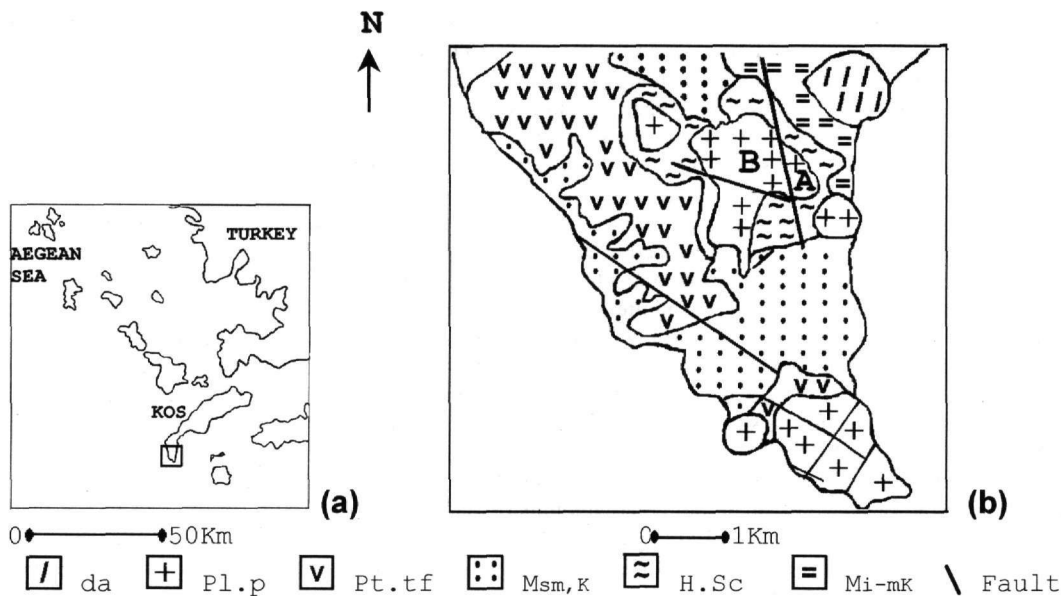 N
AEGEAN
SEA
TURKEY
KOS
(a)
B
A
(b)
0 50Km
0 1Km
da Pl.p Pt.tf Msm,K H.Sc Mi-mK Fault